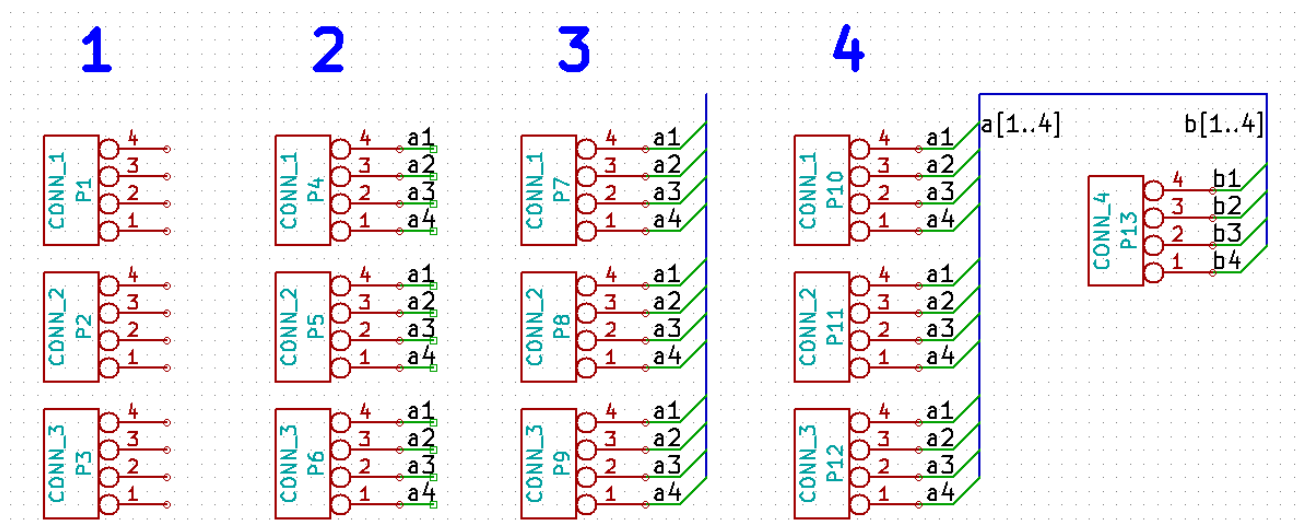 1 2 3 4
a[1..4] b[1..4]
CONN_1 P1 4 3 2 1
CONN_1 P4 4 a1 3 a2 2 a3 1 a4
CONN_1 P7 4 a1 3 a2 2 a3 1 a4
CONN_1 P10 4 a1 3 a2 2 a3 1 a4
CONN_4 P13 4 b1 3 b2 2 b3 1 b4
CONN_2 P2 4 3 2 1
CONN_2 P5 4 a1 3 a2 2 a3 1 a4
CONN_2 P8 4 a1 3 a2 2 a3 1 a4
CONN_2 P11 4 a1 3 a2 2 a3 1 a4
CONN_3 P3 4 3 2 1
CONN_3 P6 4 a1 3 a2 2 a3 1 a4
CONN_3 P9 4 a1 3 a2 2 a3 1 a4
CONN_3 P12 4 a1 3 a2 2 a3 1 a4